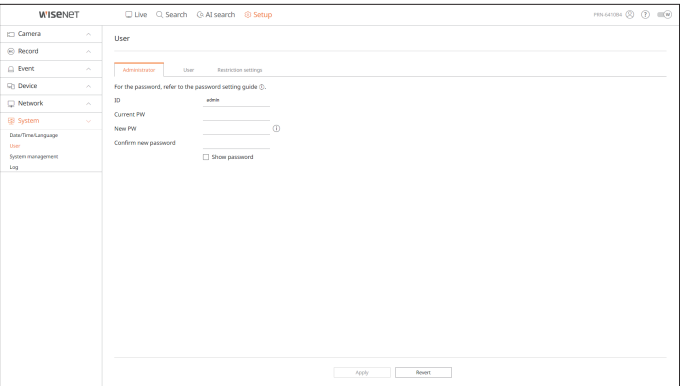 WISENET
Live Search AI search Setup
PRN-6410B4
Camera
Record
Event
Device
Network
System
Date/Time/Language
User
System management
Log
User
Administrator User Restriction settings
For the password, refer to the password setting guide
ID admin
Current PW
New PW
Confirm new password
Show password
Apply Revert